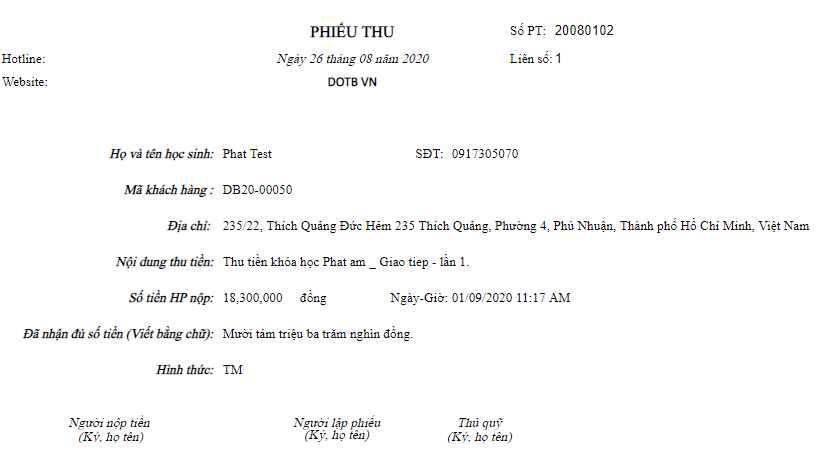 PHIẾU THU
Số PT: 20080102
Hotline:
Ngày 26 tháng 08 năm 2020
Liên số: 1
Website:
DOTB VN
Họ và tên học sinh: Phat Test SĐT: 0917305070
Mã khách hàng : DB20-00050
Địa chỉ: 235/22, Thích Quảng Đức Hẻm 235 Thích Quảng, Phường 4, Phú Nhuận, Thành phố Hồ Chí Minh, Việt Nam
Nội dung thu tiền: Thu tiền khóa học Phat am _ Giao tiep - lần 1.
Số tiền HP nộp: 18,300,000 đồng Ngày-Giờ: 01/09/2020 11:17 AM
Đã nhận đủ số tiền (Viết bằng chữ): Mười tám triệu ba trăm nghìn đồng.
Hình thức: TM
Người nộp tiền Người lập phiếu Thủ quỹ
(Ký, họ tên) (Ký, họ tên) (Ký, họ tên)